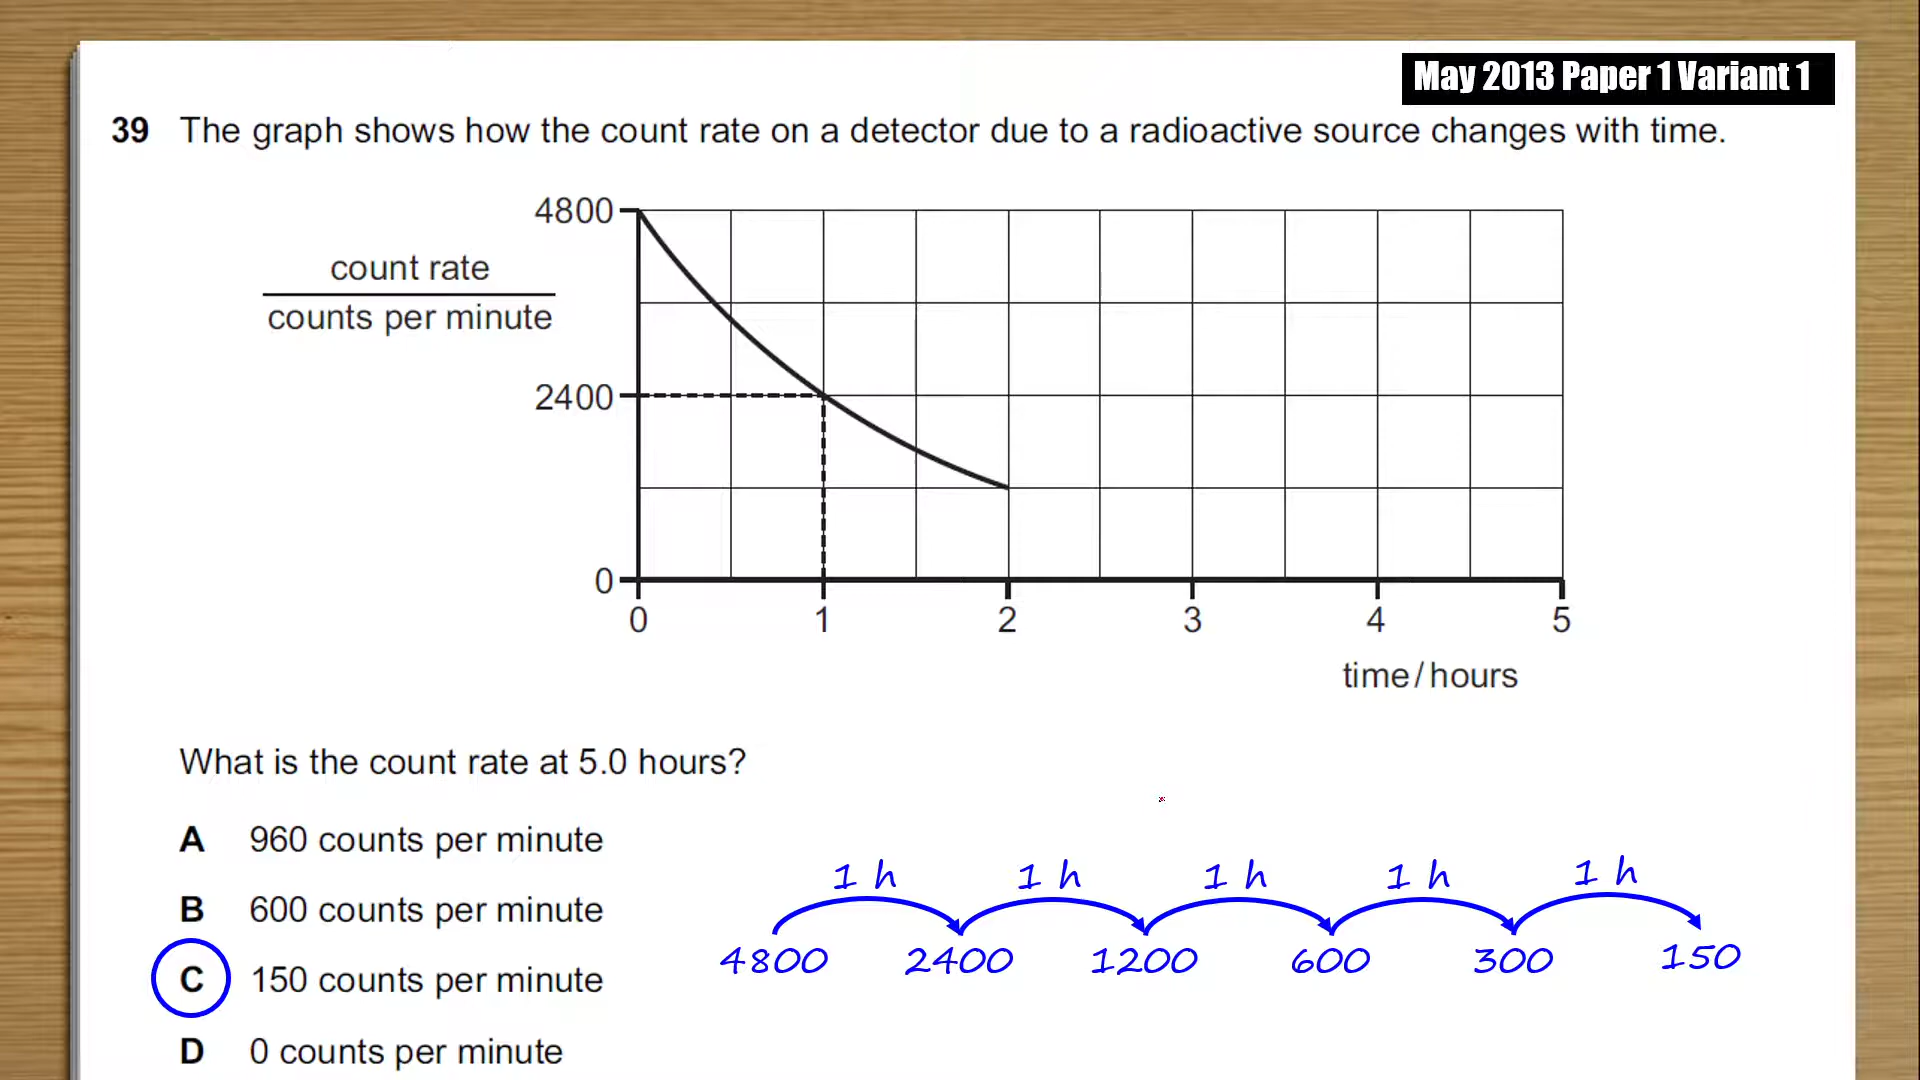 May 2013 Paper 1 Variant 1
39 The graph shows how the count rate on a detector due to a radioactive source changes with time.
4800
count rate
counts per minute
2400
0
0 1 2 3 4 5
time/hours
What is the count rate at 5.0 hours?
A 960 counts per minute
1 h 1 h 1 h 1 h 1 h
B 600 counts per minute
4800 2400 1200 600 300 150
C 150 counts per minute
D 0 counts per minute